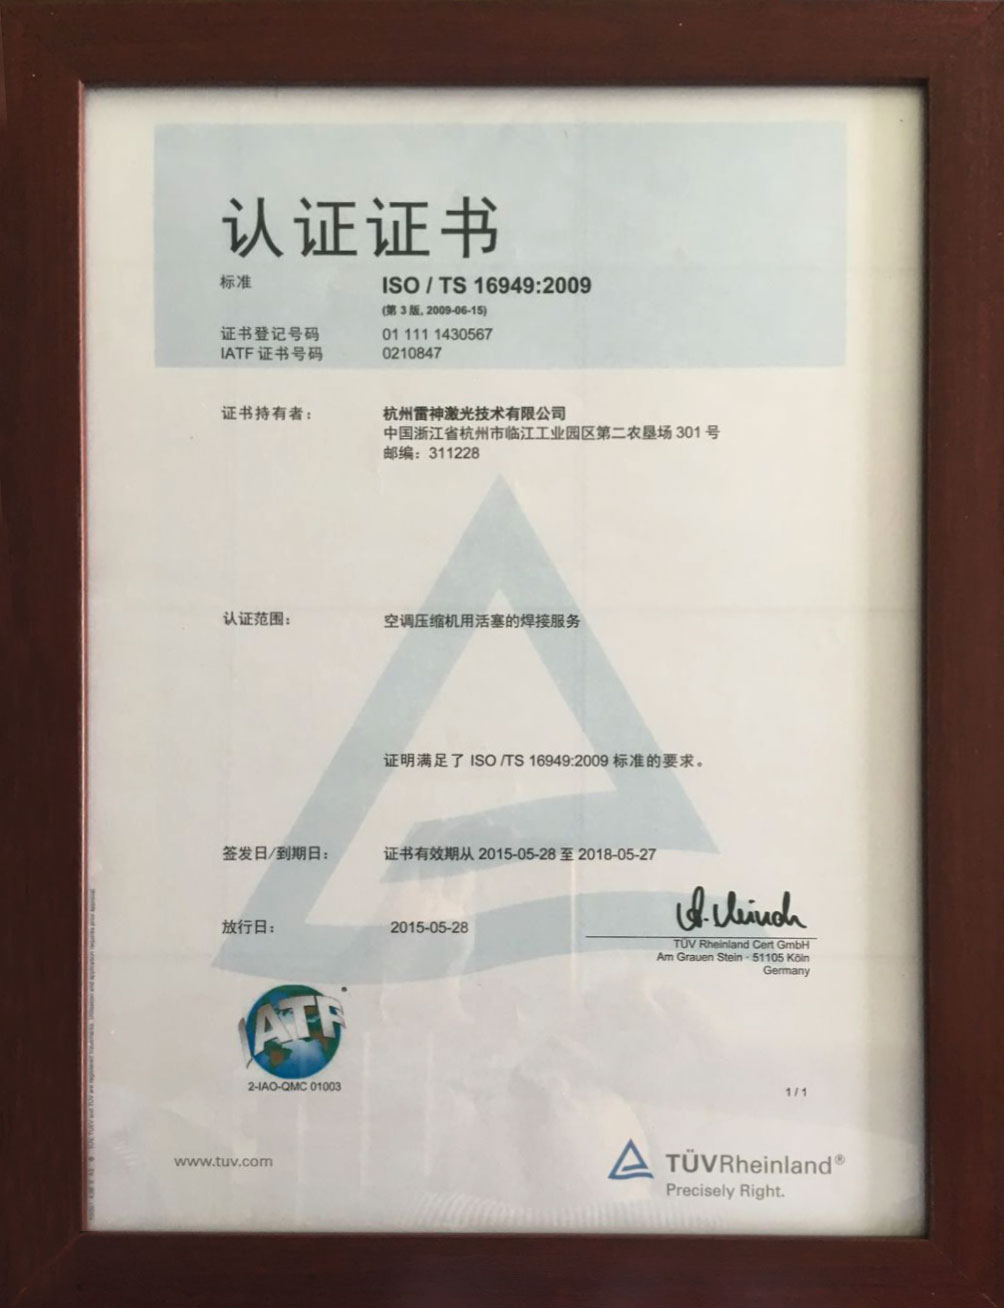 认证证书
标准 ISO / TS 16949:2009
(第 3 版, 2009-06-15)
证书登记号码 01 111 1430567
IATF 证书号码 0210847
证书持有者: 杭州雷神激光技术有限公司
中国浙江省杭州市临江工业园区第二农垦场 301 号
邮编: 311228
认证范围: 空调压缩机用活塞的焊接服务
证明满足了 ISO /TS 16949:2009 标准的要求。
签发日/到期日: 证书有效期从 2015-05-28 至 2018-05-27
放行日: 2015-05-28
TÜV Rheinland Cert GmbH
Am Grauen Stein · 51105 Köln
Germany
IATF
2-IAO-QMC 01003
1 / 1
www.tuv.com
TÜVRheinland®
Precisely Right.